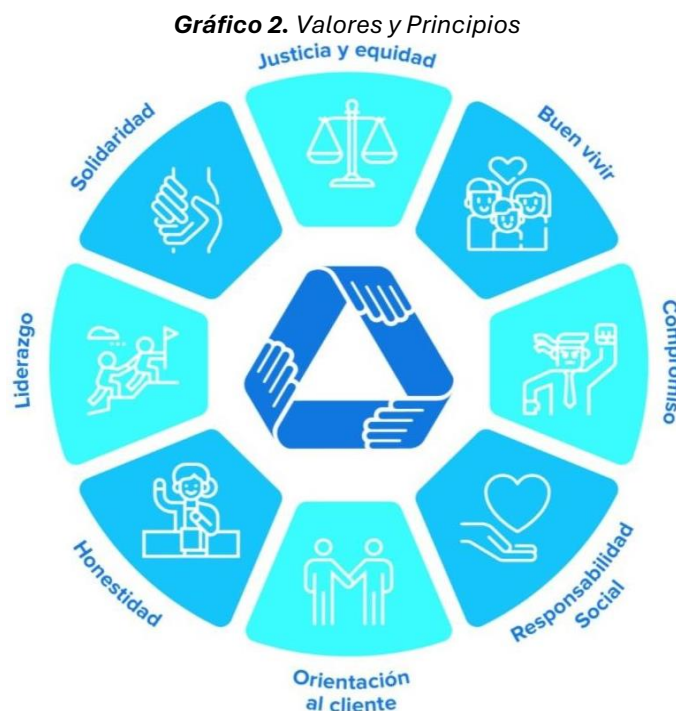 Gráfico 2. Valores y Principios
Justicia y equidad
Buen vivir
Compromiso
Responsabilidad
Social
Orientación
al cliente
Honestidad
Liderazgo
Solidaridad